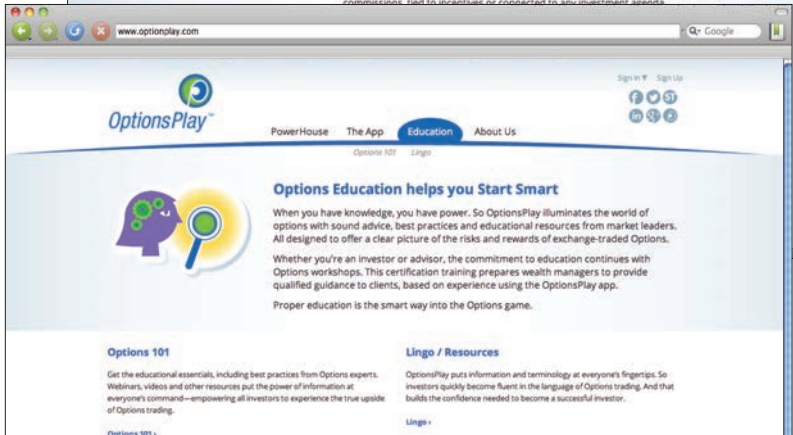 commissions, tied to incentives or connected to any investment agenda.
www.optionplay.com
Google
Sign in ▼ Sign Up
OptionsPlay™
PowerHouse The App Education About Us
Options 101 Lingo
Options Education helps you Start Smart
When you have knowledge, you have power. So OptionsPlay illuminates the world of
options with sound advice, best practices and educational resources from market leaders.
All designed to offer a clear picture of the risks and rewards of exchange-traded Options.
Whether you're an investor or advisor, the commitment to education continues with
Options workshops. This certification training prepares wealth managers to provide
qualified guidance to clients, based on experience using the OptionsPlay app.
Proper education is the smart way into the Options game.
Options 101
Get the educational essentials, including best practices from Options experts.
Webinars, videos and other resources put the power of information at
everyone's command—empowering all investors to experience the true upside
of Options trading.
Options 101 ›
Lingo / Resources
OptionsPlay puts information and terminology at everyone's fingertips. So
investors quickly become fluent in the language of Options trading. And that
builds the confidence needed to become a successful investor.
Lingo ›